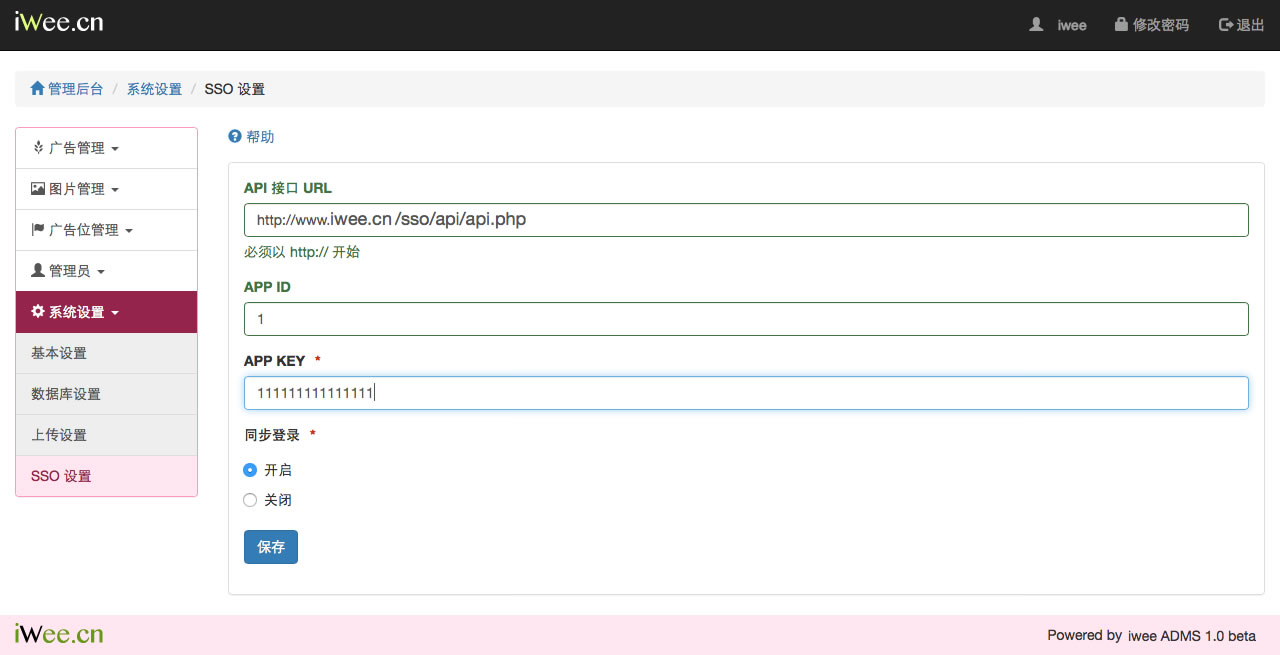 iWee.cn
iwee 修改密码 退出
管理后台 / 系统设置 / SSO 设置
广告管理
图片管理
广告位管理
管理员
系统设置
基本设置
数据库设置
上传设置
SSO 设置
帮助
API 接口 URL
http://www.iwee.cn/sso/api/api.php
必须以 http:// 开始
APP ID
1
APP KEY *
111111111111111
同步登录 *
开启
关闭
保存
iWee.cn
Powered by iwee ADMS 1.0 beta